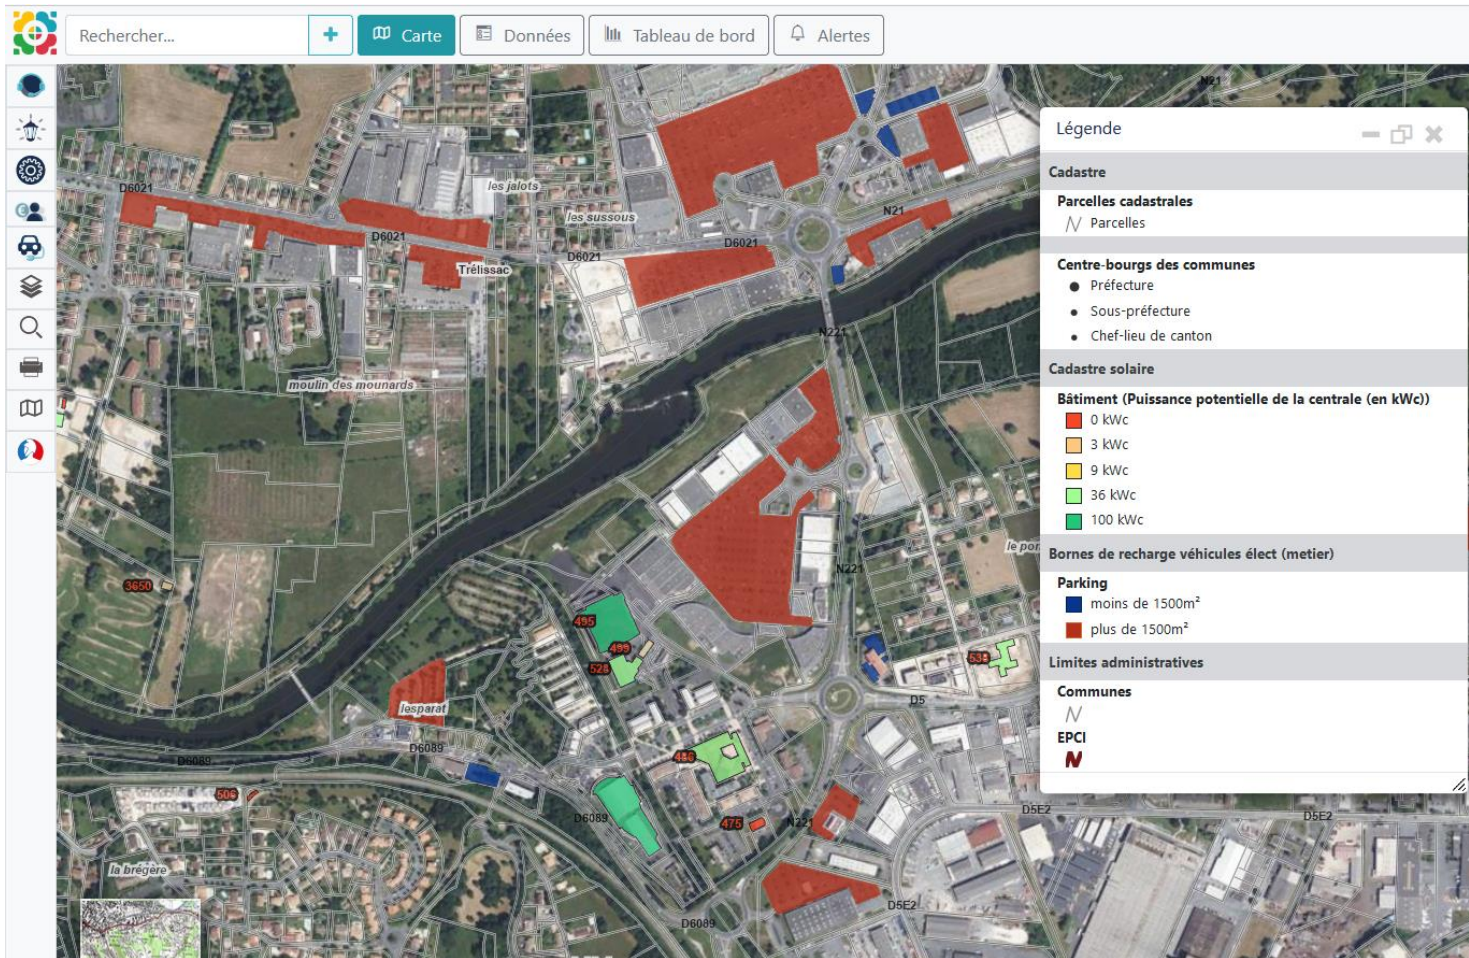 Rechercher...
+
Carte
Données
Tableau de bord
Alertes
N21
Légende
Cadastre
Parcelles cadastrales
Parcelles
Centre-bourgs des communes
Préfecture
Sous-préfecture
Chef-lieu de canton
Cadastre solaire
Bâtiment (Puissance potentielle de la centrale (en kWc))
0 kWc
3 kWc
9 kWc
36 kWc
100 kWc
Bornes de recharge véhicules élect (metier)
Parking
moins de 1500m²
plus de 1500m²
Limites administratives
Communes
EPCI
D6021
les jalots
les sussous
N21
D6021
D6021
D6021
Trélissac
N221
moulin des mounards
le pon
N221
3650
495
499
528
D5
lesparat
D6089
D6089
506
D6089
475
N221
D5E2
D5E2
la brégère
D5E2
D6089